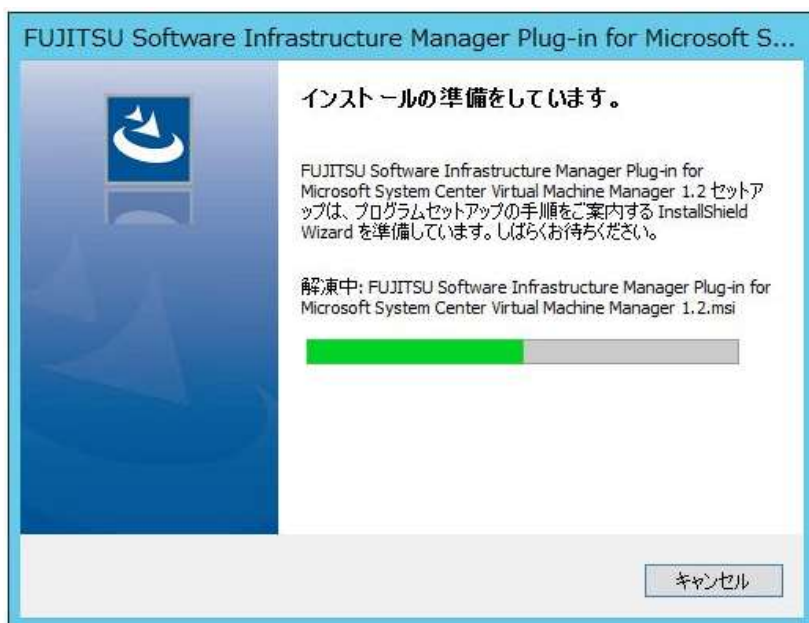 FUJITSU Software Infrastructure Manager Plug-in for Microsoft S...
インストールの準備をしています。
FUJITSU Software Infrastructure Manager Plug-in for
Microsoft System Center Virtual Machine Manager 1.2 セットア
ップは、プログラムセットアップの手順をご案内する InstallShield
Wizard を準備しています。しばらくお待ちください。
解凍中: FUJITSU Software Infrastructure Manager Plug-in for
Microsoft System Center Virtual Machine Manager 1.2.msi
キャンセル